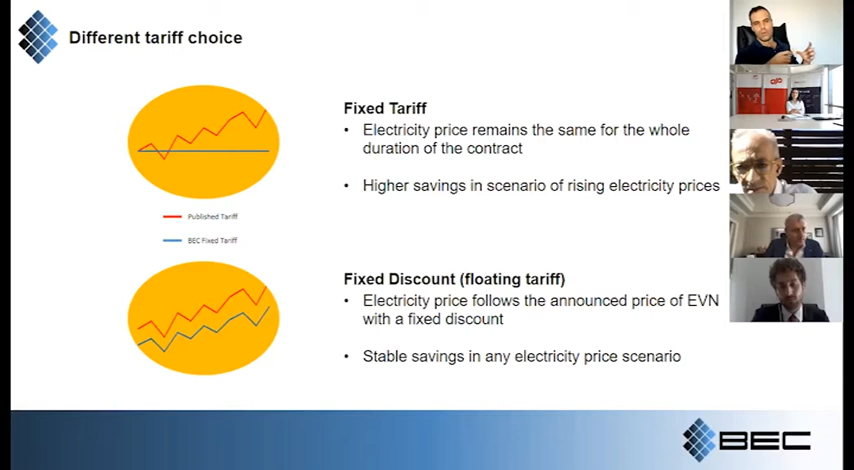 Different tariff choice
Fixed Tariff
• Electricity price remains the same for the whole
duration of the contract
• Higher savings in scenario of rising electricity prices
Published Tariff
BEC Fixed Tariff
Fixed Discount (floating tariff)
• Electricity price follows the announced price of EVN
with a fixed discount
• Stable savings in any electricity price scenario
BEC